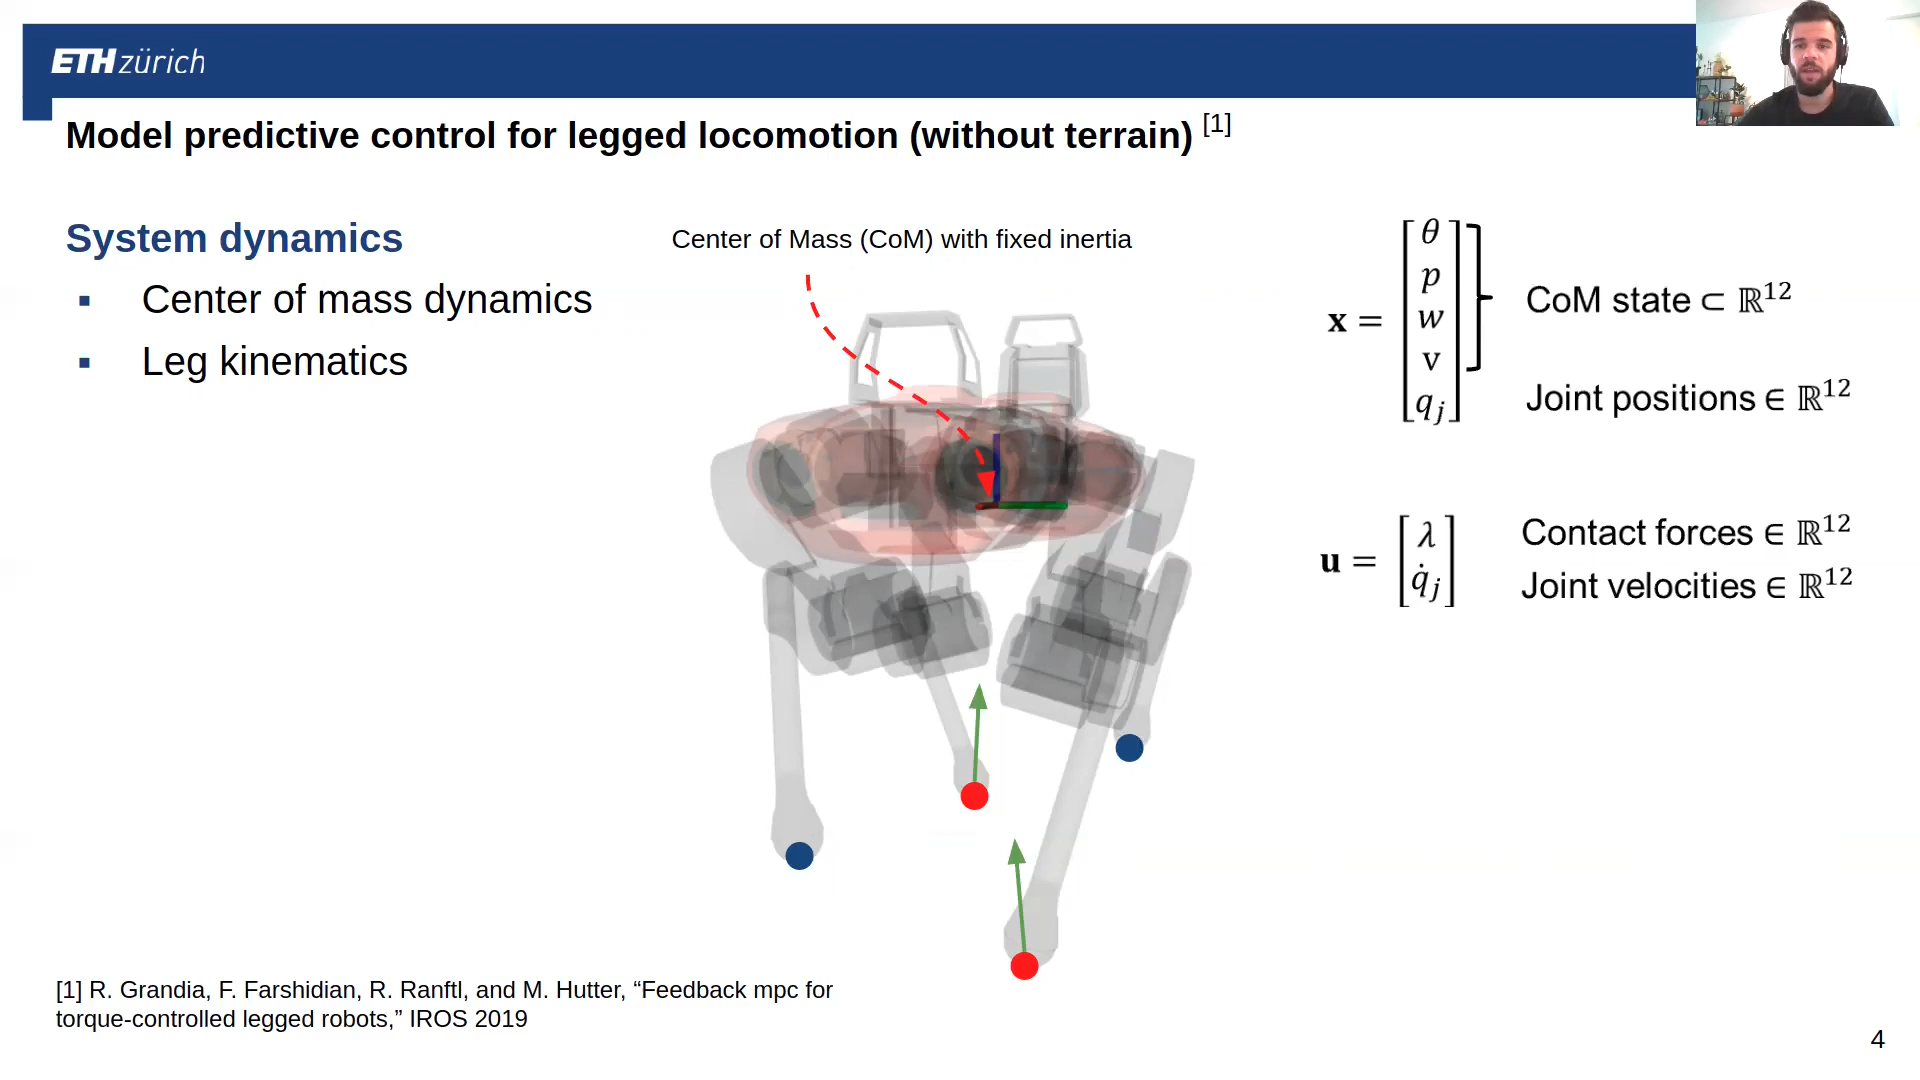 ETH zürich
Model predictive control for legged locomotion (without terrain) [1]
System dynamics
▪ Center of mass dynamics
▪ Leg kinematics
Center of Mass (CoM) with fixed inertia
x = [θ p w v q_j]
CoM state ⊂ ℝ^12
Joint positions ∈ ℝ^12
u = [λ q̇_j]
Contact forces ∈ ℝ^12
Joint velocities ∈ ℝ^12
[1] R. Grandia, F. Farshidian, R. Ranftl, and M. Hutter, “Feedback mpc for
torque-controlled legged robots,” IROS 2019
4